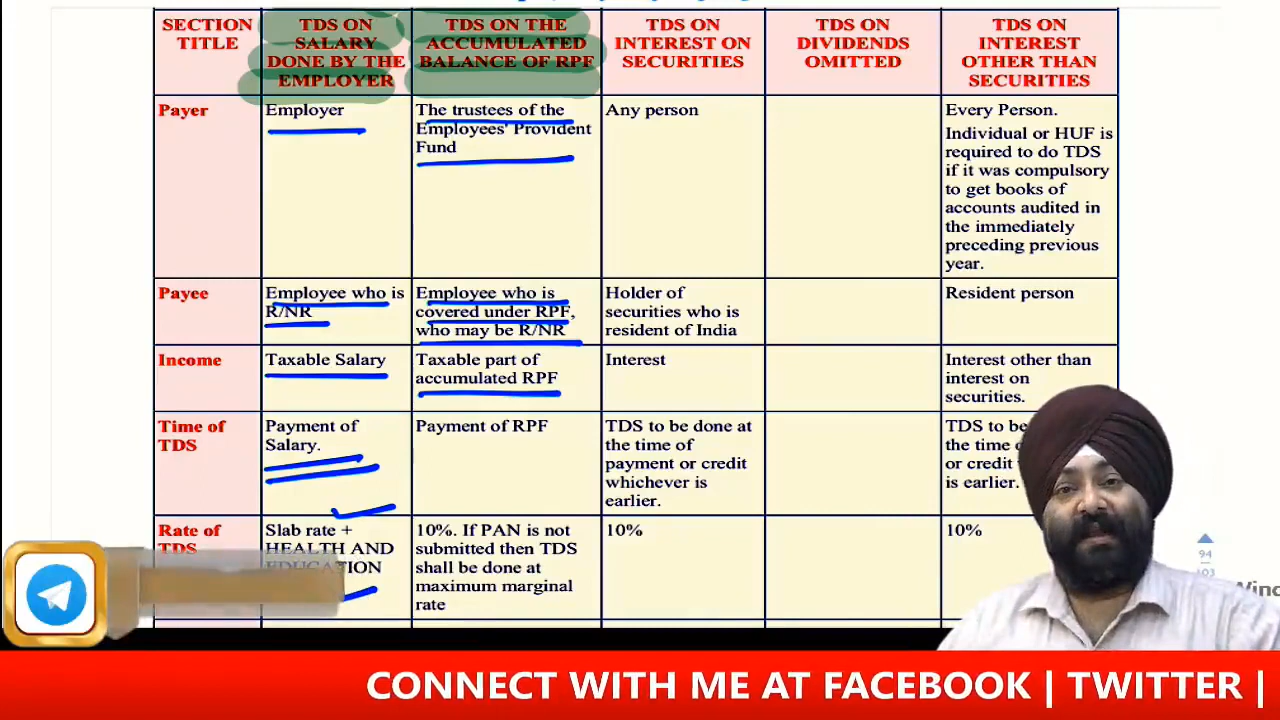 SECTION TITLE
TDS ON SALARY DONE BY THE EMPLOYER
TDS ON THE ACCUMULATED BALANCE OF RPF
TDS ON INTEREST ON SECURITIES
TDS ON DIVIDENDS OMITTED
TDS ON INTEREST OTHER THAN SECURITIES
Payer
Employer
The trustees of the
Employees' Provident
Fund
Any person
Every Person.
Individual or HUF is
required to do TDS
if it was compulsory
to get books of
accounts audited in
the immediately
preceding previous
year.
Payee
Employee who is
R/NR
Employee who is
covered under RPF,
who may be R/NR
Holder of
securities who is
resident of India
Resident person
Income
Taxable Salary
Taxable part of
accumulated RPF
Interest
Interest other than
interest on
securities.
Time of
TDS
Payment of
Salary.
Payment of RPF
TDS to be done at
the time of
payment or credit
whichever is
earlier.
TDS to be
the time
or credit
is earlier.
Rate of
TDS
Slab rate +
HEALTH AND
EDUCATION
10%. If PAN is not
submitted then TDS
shall be done at
maximum marginal
rate
10%
10%
94
103
CONNECT WITH ME AT FACEBOOK | TWITTER |